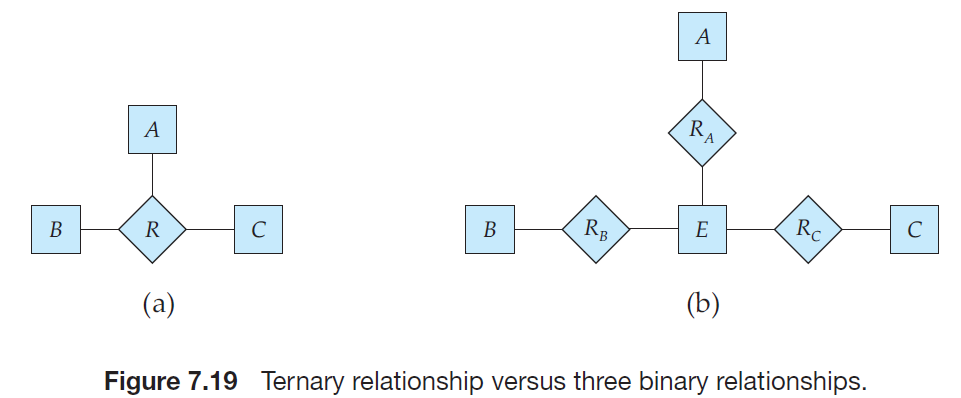 A
B R C
(a)
A
R_A
B R_B E R_C C
(b)
Figure 7.19 Ternary relationship versus three binary relationships.